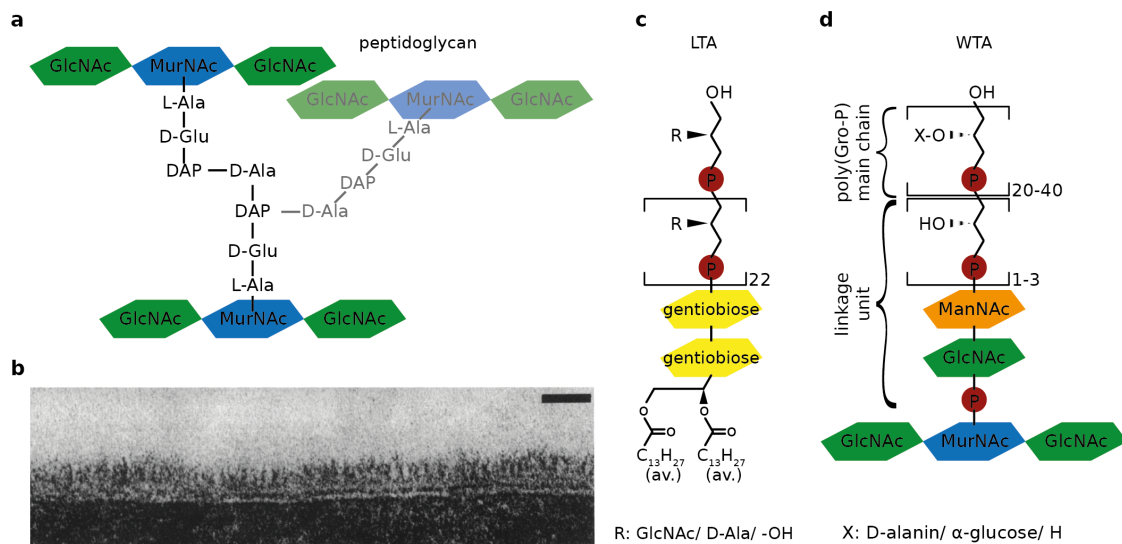 a
peptidoglycan
GlcNAc MurNAc GlcNAc
GlcNAc MurNAc GlcNAc
L-Ala
L-Ala
D-Glu
D-Glu
DAP D-Ala
DAP
DAP D-Ala
D-Glu
L-Ala
GlcNAc MurNAc GlcNAc
b
c
LTA
OH
R
P
R
P
22
gentiobiose
gentiobiose
O O O O
C13H27 C13H27
(av.) (av.)
R: GlcNAc/ D-Ala/ -OH
d
WTA
OH
X-O
poly(Gro-P)
main chain
P
20-40
HO
P
1-3
linkage
unit
ManNAc
GlcNAc
P
GlcNAc MurNAc GlcNAc
X: D-alanin/ α-glucose/ H